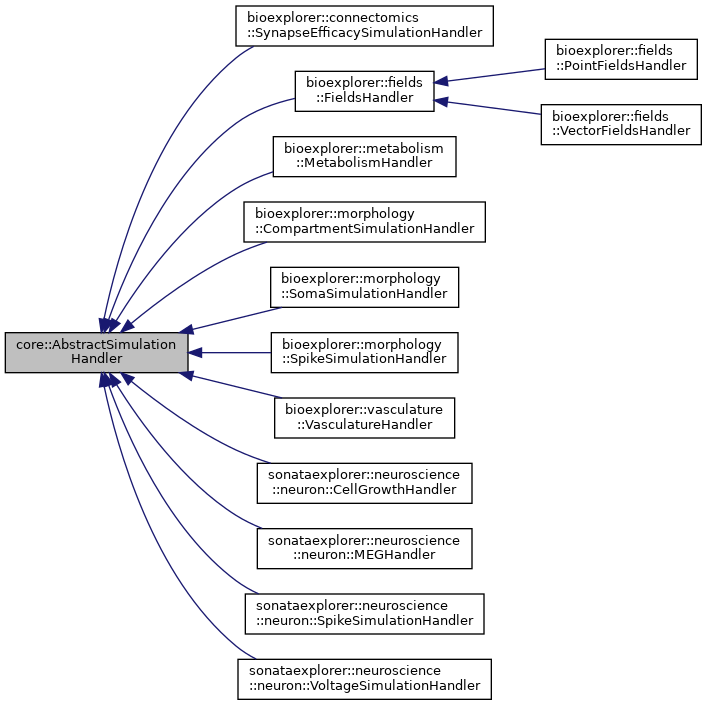 bioexplorer::connectomics
::SynapseEfficacySimulationHandler
bioexplorer::fields
::FieldsHandler
bioexplorer::fields
::PointFieldsHandler
bioexplorer::fields
::VectorFieldsHandler
bioexplorer::metabolism
::MetabolismHandler
bioexplorer::morphology
::CompartmentSimulationHandler
bioexplorer::morphology
::SomaSimulationHandler
core::AbstractSimulation
Handler
bioexplorer::morphology
::SpikeSimulationHandler
bioexplorer::vasculature
::VasculatureHandler
sonataexplorer::neuroscience
::neuron::CellGrowthHandler
sonataexplorer::neuroscience
::neuron::MEGHandler
sonataexplorer::neuroscience
::neuron::SpikeSimulationHandler
sonataexplorer::neuroscience
::neuron::VoltageSimulationHandler